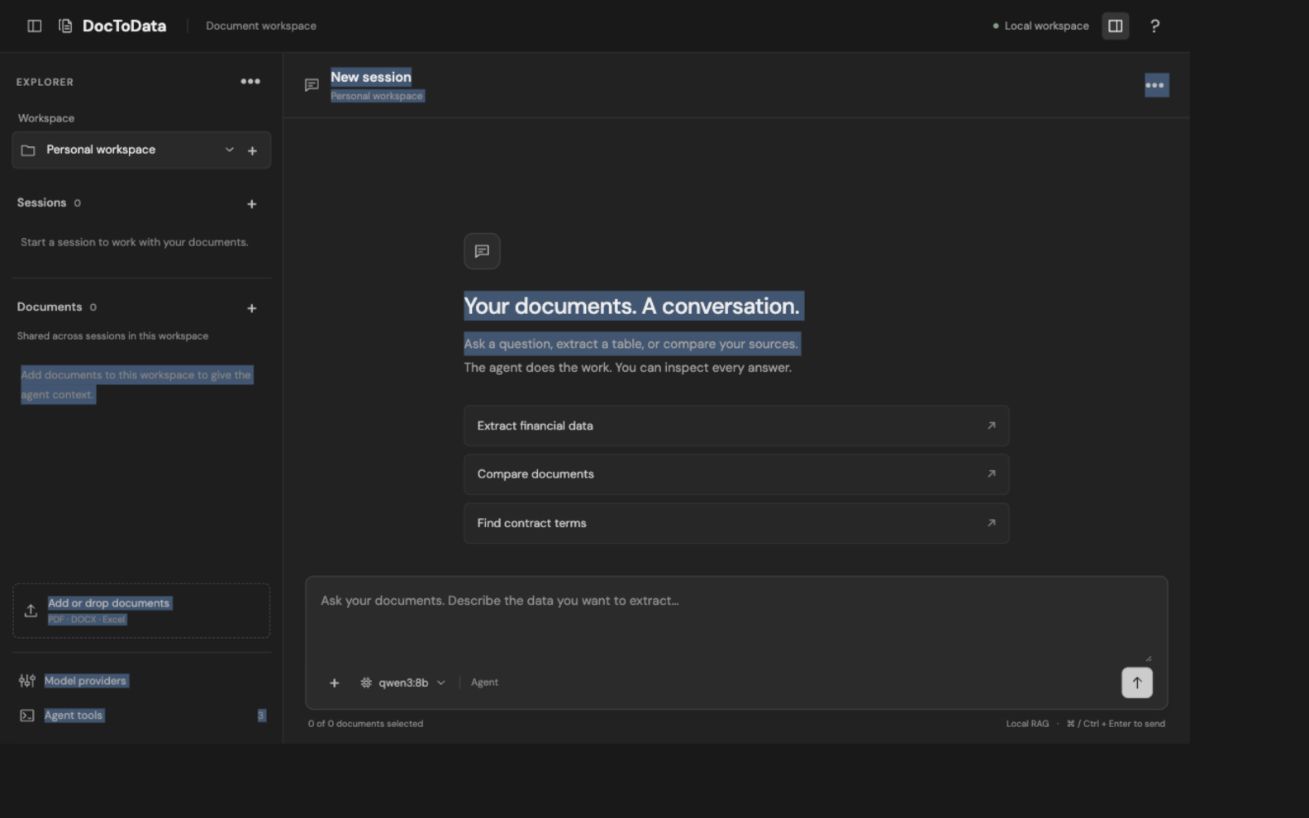 DocToData
Document workspace
Local workspace
?
EXPLORER
Workspace
Personal workspace
Sessions 0
Start a session to work with your documents.
Documents 0
Shared across sessions in this workspace
Add documents to this workspace to give the
agent context.
Add or drop documents
PDF · DOCX · Excel
Model providers
Agent tools 3
New session
Personal workspace
Your documents. A conversation.
Ask a question, extract a table, or compare your sources.
The agent does the work. You can inspect every answer.
Extract financial data
Compare documents
Find contract terms
Ask your documents. Describe the data you want to extract...
qwen3:8b
Agent
0 of 0 documents selected
Local RAG · ⌘ / Ctrl + Enter to send